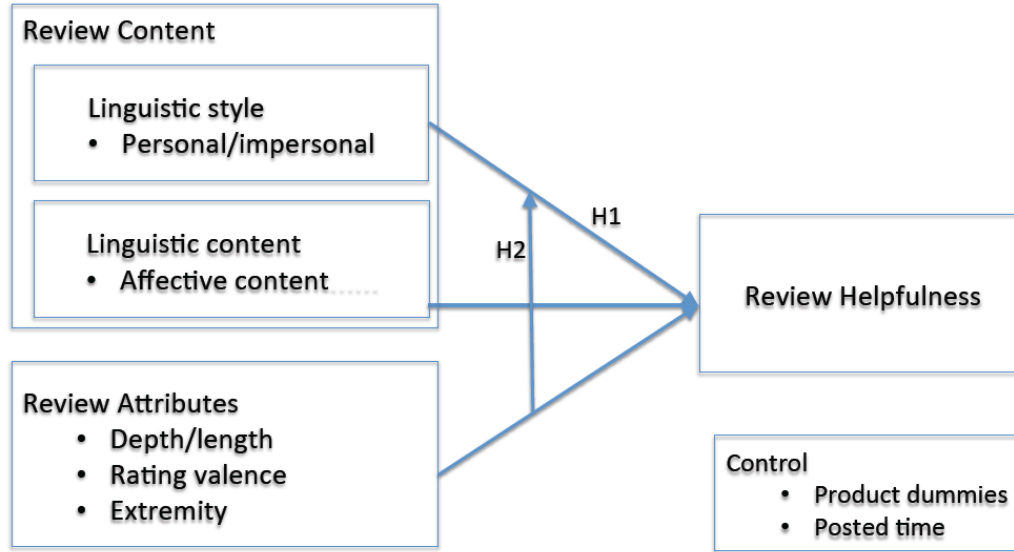 Review Content
Linguistic style
• Personal/impersonal
Linguistic content
• Affective content
H1
H2
Review Helpfulness
Review Attributes
• Depth/length
• Rating valence
• Extremity
Control
• Product dummies
• Posted time